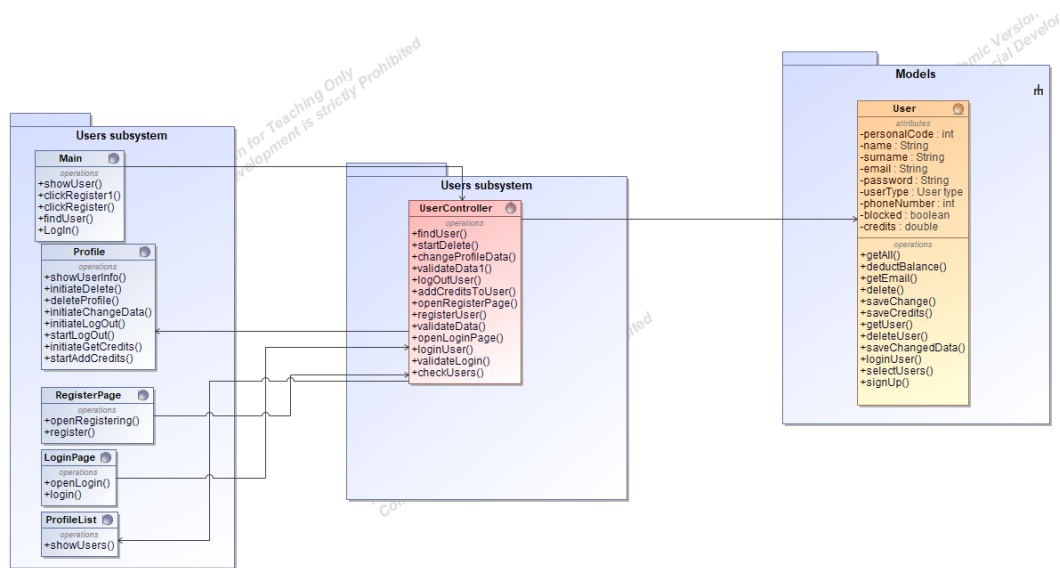 Users subsystem
Main
operations
+showUser()
+clickRegister1()
+clickRegister()
+findUser()
+LogIn()
Profile
operations
+showUserInfo()
+initiateDelete()
+deleteProfile()
+initiateChangeData()
+initiateLogOut()
+startLogOut()
+initiateGetCredits()
+startAddCredits()
RegisterPage
operations
+openRegistering()
+register()
LoginPage
operations
+openLogin()
+login()
ProfileList
operations
+showUsers()
Users subsystem
UserController
operations
+findUser()
+startDelete()
+changeProfileData()
+validateData1()
+logOutUser()
+addCreditsToUser()
+openRegisterPage()
+registerUser()
+validateData()
+openLoginPage()
+loginUser()
+validateLogin()
+checkUsers()
Models
User
attributes
-personalCode : int
-name : String
-surname : String
-email : String
-password : String
-userType : User type
-phoneNumber : int
-blocked : boolean
-credits : double
operations
+getAll()
+deductBalance()
+getEmail()
+delete()
+saveChange()
+saveCredits()
+getUser()
+deleteUser()
+saveChangedData()
+loginUser()
+selectUsers()
+signUp()
for Teaching Only
is strictly Prohibited